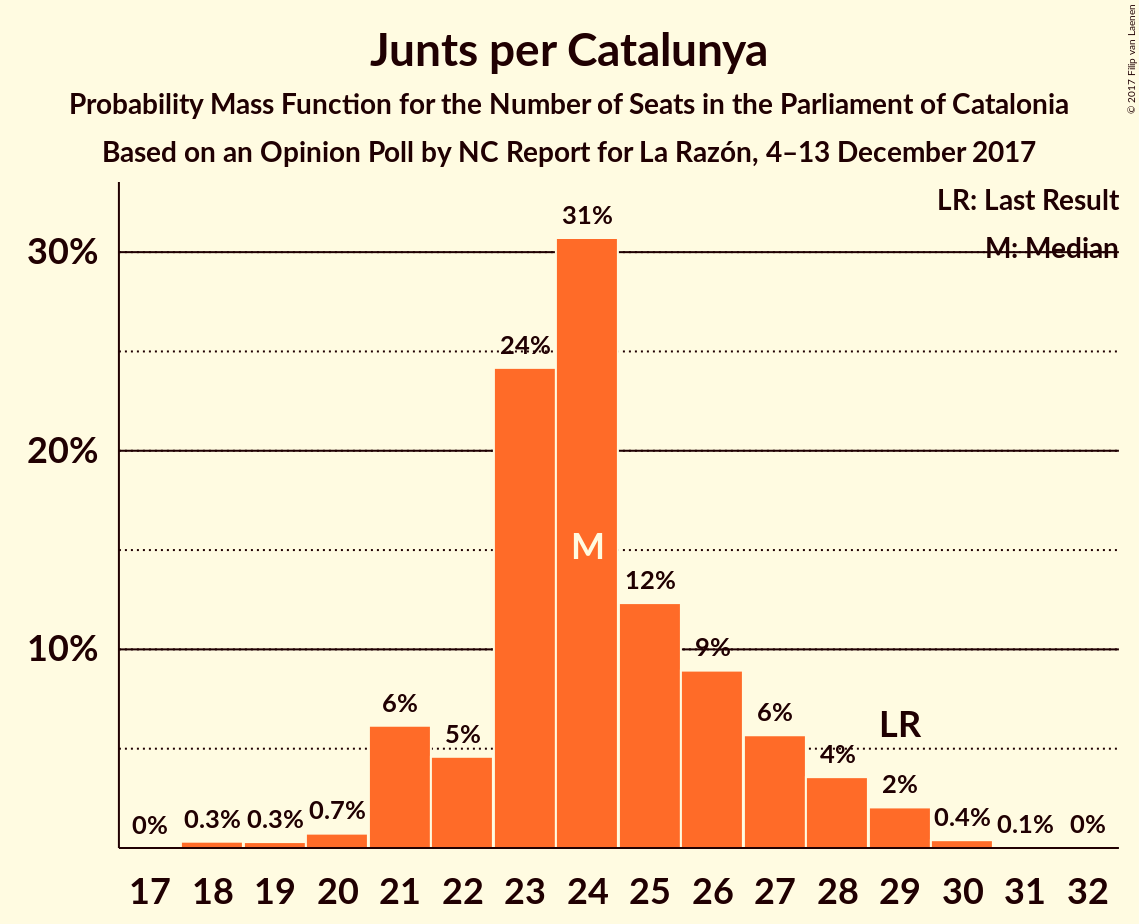 Junts per Catalunya
Probability Mass Function for the Number of Seats in the Parliament of Catalonia
Based on an Opinion Poll by NC Report for La Razón, 4–13 December 2017
© 2017 Filip van Laenen
LR: Last Result
M: Median
30%
20%
10%
0%
0.3%
0.3%
0.7%
6%
5%
24%
31%
M
12%
9%
6%
4%
LR
2%
0.4%
0.1%
0%
17 18 19 20 21 22 23 24 25 26 27 28 29 30 31 32